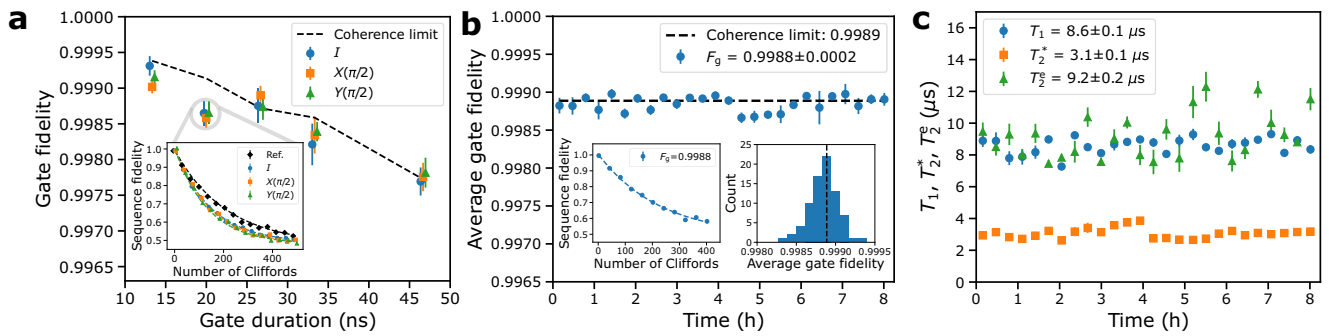 a
1.0000
0.9995
0.9990
0.9985
0.9980
0.9975
0.9970
0.9965
Gate fidelity
Coherence limit
I
X(π/2)
Y(π/2)
1.0
0.9
0.8
0.7
0.6
0.5
Sequence fidelity
Ref.
I
X(π/2)
Y(π/2)
0 200 400
Number of Cliffords
10 15 20 25 30 35 40 45 50
Gate duration (ns)
b
1.0000
0.9995
0.9990
0.9985
0.9980
0.9975
0.9970
0.9965
Average gate fidelity
Coherence limit: 0.9989
Fg = 0.9988±0.0002
1.0
0.9
0.8
0.7
0.6
0.5
Sequence fidelity
Fg=0.9988
0 100 200 300 400
Number of Cliffords
25
20
15
10
5
0
Count
0.9980 0.9985 0.9990 0.9995
Average gate fidelity
0 1 2 3 4 5 6 7 8
Time (h)
c
16
14
12
10
8
6
4
2
0
T1, T2*, T2e (μs)
T1 = 8.6±0.1 μs
T2* = 3.1±0.1 μs
T2e = 9.2±0.2 μs
0 1 2 3 4 5 6 7 8
Time (h)